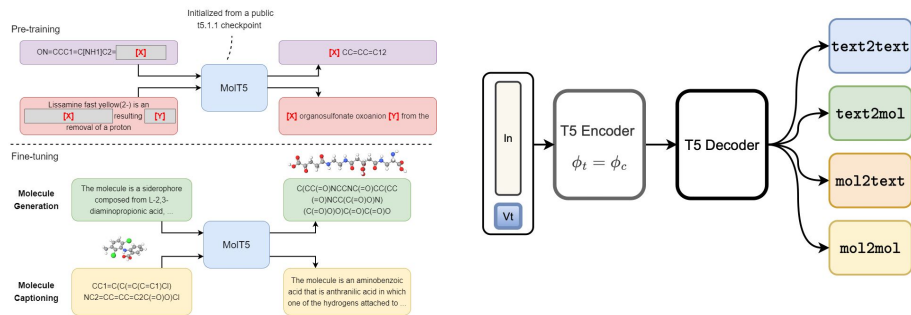 Initialized from a public
t5.1.1 checkpoint
Pre-training
ON=CCC1=C[NH1]C2= [X]
MolT5
[X] CC=CC=C12
Lissamine fast yellow(2-) is an
[X] resulting [Y]
removal of a proton
[X] organosulfonate oxoanion [Y] from the
Fine-tuning
Molecule
Generation
The molecule is a siderophore
composed from L-2,3-
diaminopropionic acid, ...
C(CC(=O)NCCNC(=O)CC(CC
(=O)NCC(C(=O)O)N)
(C(=O)O)O)C(=O)C(=O)O
MolT5
Molecule
Captioning
CC1=C(C(=C(C=C1)Cl)
NC2=CC=CC=C2C(=O)O)Cl
The molecule is an aminobenzoic
acid that is anthranilic acid in which
one of the hydrogens attached to ...
In
Vt
T5 Encoder
ϕt = ϕc
T5 Decoder
text2text
text2mol
mol2text
mol2mol